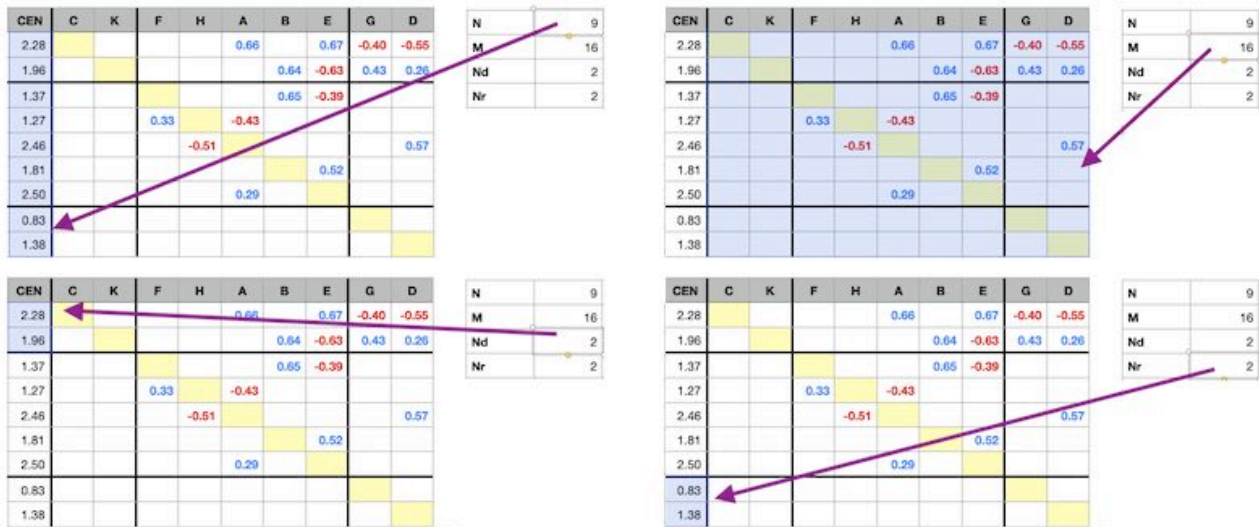 CEN C K F H A B E G D
2.28 0.66 0.67 -0.40 -0.55
1.96 0.64 -0.63 0.43 0.26
1.37 0.65 -0.39
1.27 0.33 -0.43
2.46 -0.51 0.57
1.81 0.52
2.50 0.29
0.83
1.38
N 9
M 16
Nd 2
Nr 2
CEN C K F H A B E G D
2.28 0.66 0.67 -0.40 -0.55
1.96 0.64 -0.63 0.43 0.26
1.37 0.65 -0.39
1.27 0.33 -0.43
2.46 -0.51 0.57
1.81 0.52
2.50 0.29
0.83
1.38
N 9
M 16
Nd 2
Nr 2
CEN C K F H A B E G D
2.28 0.66 0.67 -0.40 -0.55
1.96 0.64 -0.63 0.43 0.26
1.37 0.65 -0.39
1.27 0.33 -0.43
2.46 -0.51 0.57
1.81 0.52
2.50 0.29
0.83
1.38
N 9
M 16
Nd 2
Nr 2
CEN C K F H A B E G D
2.28 0.66 0.67 -0.40 -0.55
1.96 0.64 -0.63 0.43 0.26
1.37 0.65 -0.39
1.27 0.33 -0.43
2.46 -0.51 0.57
1.81 0.52
2.50 0.29
0.83
1.38
N 9
M 16
Nd 2
Nr 2